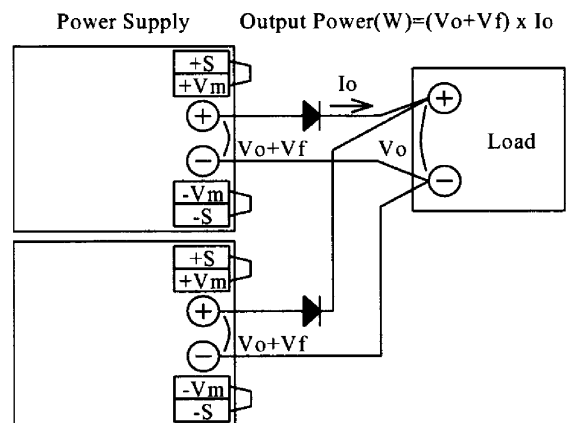 Power Supply Output Power(W)=(Vo+Vf) x Io
+S
+Vm
Io
+
+
Vo+Vf
Vo
Load
−
−
-Vm
-S
+S
+Vm
+
Vo+Vf
−
-Vm
-S